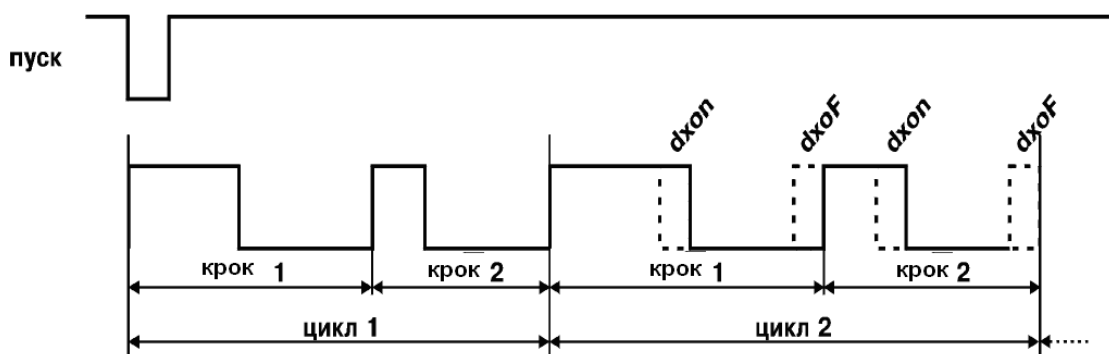 пуск
dxon dxoF dxon dxoF
крок 1 крок 2 крок 1 крок 2
цикл 1 цикл 2